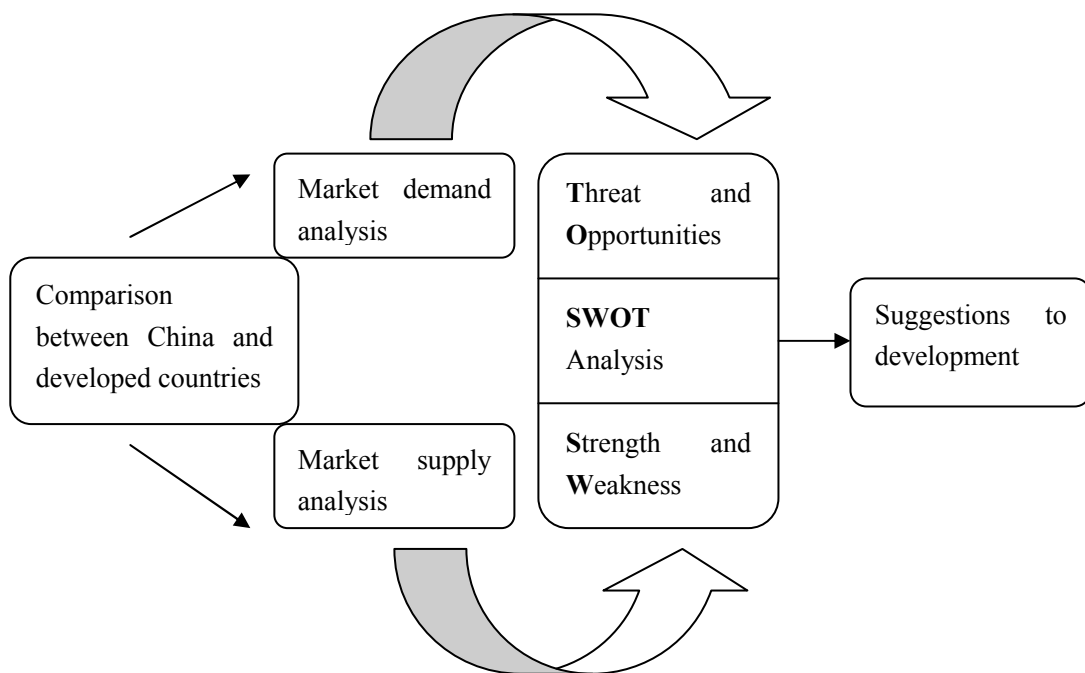 Market demand
analysis
Comparison
between China and
developed countries
Market supply
analysis
Threat and
Opportunities
SWOT
Analysis
Strength and
Weakness
Suggestions to
development